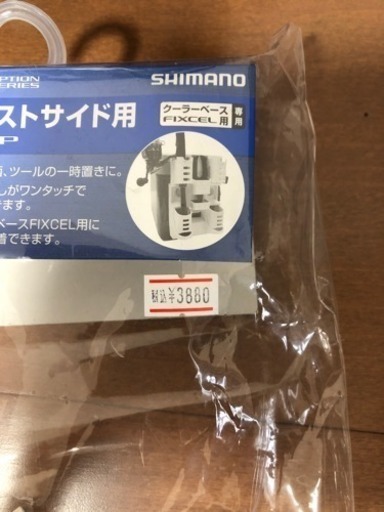 PTION
ERIES
SHIMANO
ストサイド用
P
クーラーベース
FIXCEL用
専用
、ツールの一時置きに。
しがワンタッチで
きます。
ベースFIXCEL用に
着できます。
税込¥3880